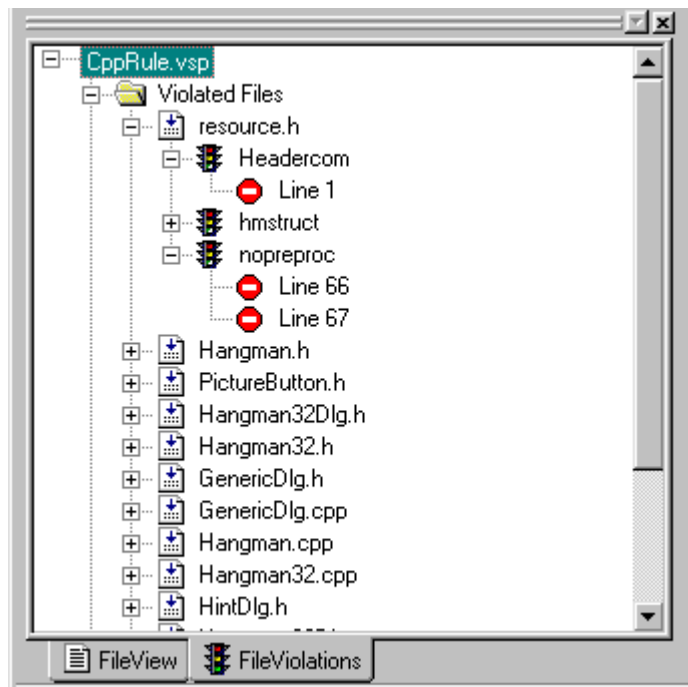 CppRule.vsp
Violated Files
resource.h
Headercom
Line 1
hmstruct
nopreproc
Line 66
Line 67
Hangman.h
PictureButton.h
Hangman32Dlg.h
Hangman32.h
GenericDlg.h
GenericDlg.cpp
Hangman.cpp
Hangman32.cpp
HintDlg.h
FileView FileViolations